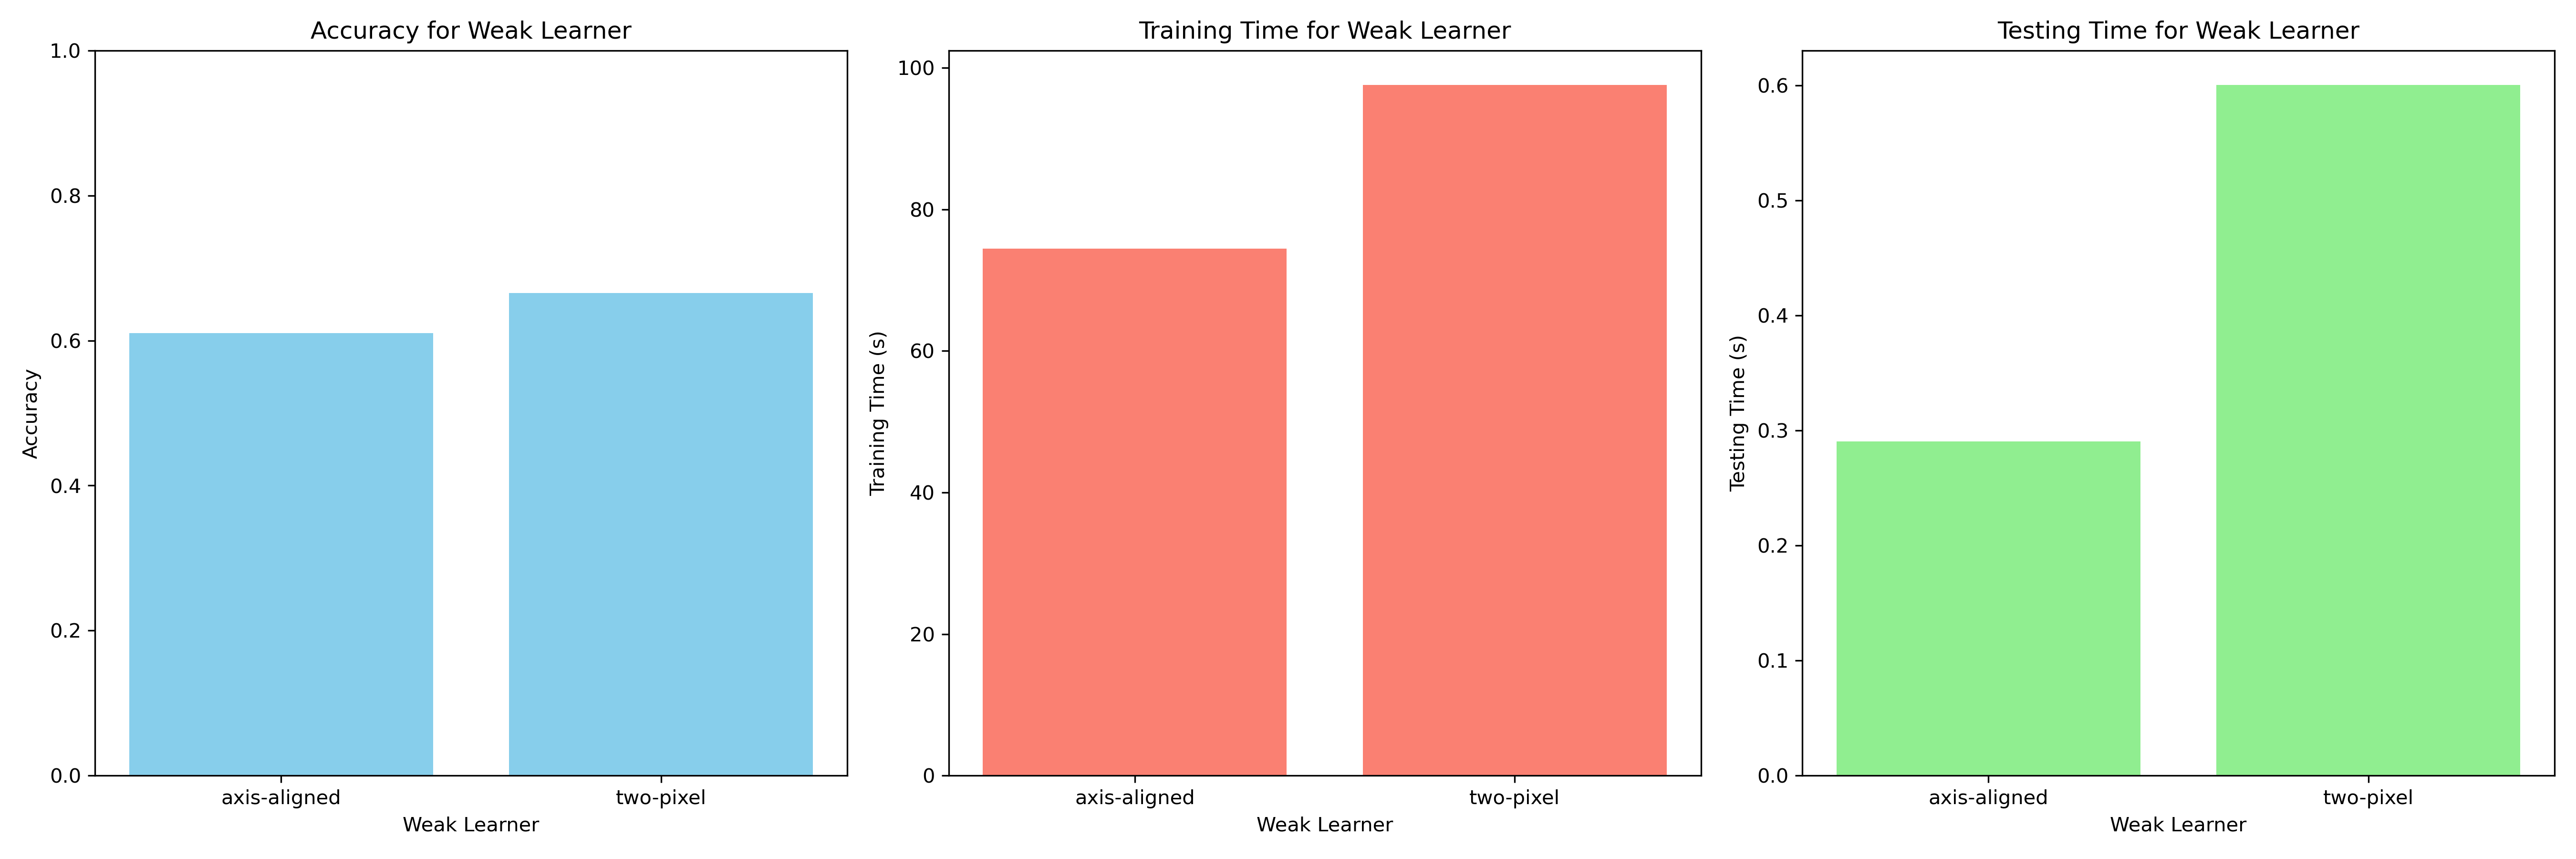 Accuracy for Weak Learner
1.0
0.8
0.6
0.4
0.2
0.0
Accuracy
axis-aligned
two-pixel
Weak Learner
Training Time for Weak Learner
100
80
60
40
20
0
Training Time (s)
axis-aligned
two-pixel
Weak Learner
Testing Time for Weak Learner
0.6
0.5
0.4
0.3
0.2
0.1
0.0
Testing Time (s)
axis-aligned
two-pixel
Weak Learner